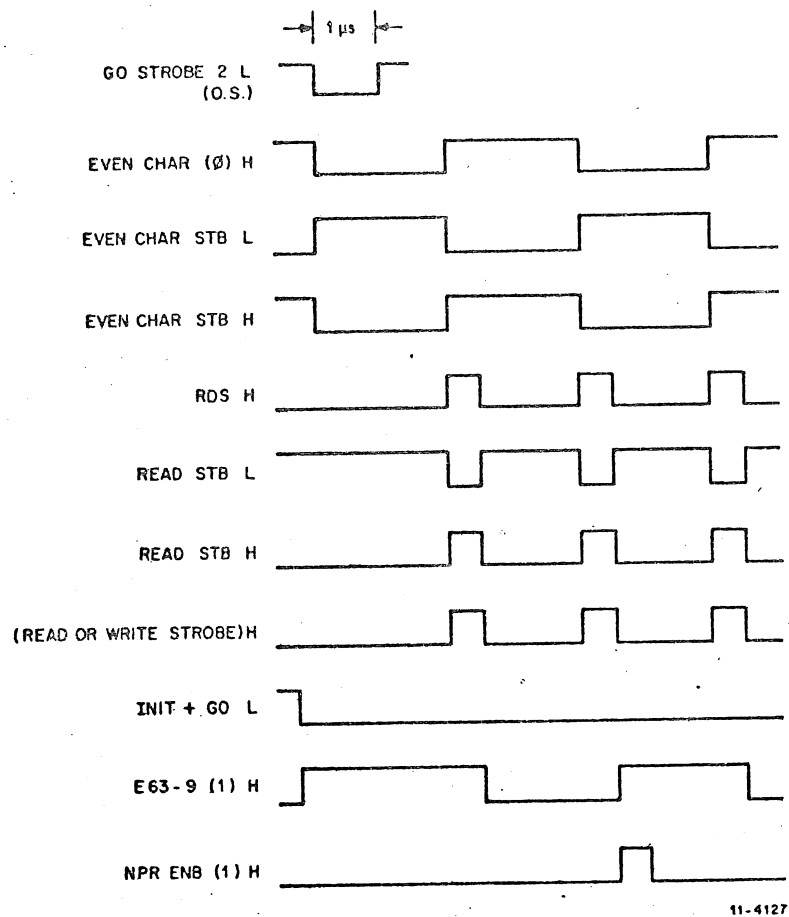 1 µs
GO STROBE 2 L
(O.S.)
EVEN CHAR (Ø) H
EVEN CHAR STB L
EVEN CHAR STB H
RDS H
READ STB L
READ STB H
(READ OR WRITE STROBE)H
INIT + GO L
E63-9 (1) H
NPR ENB (1) H
11-4127